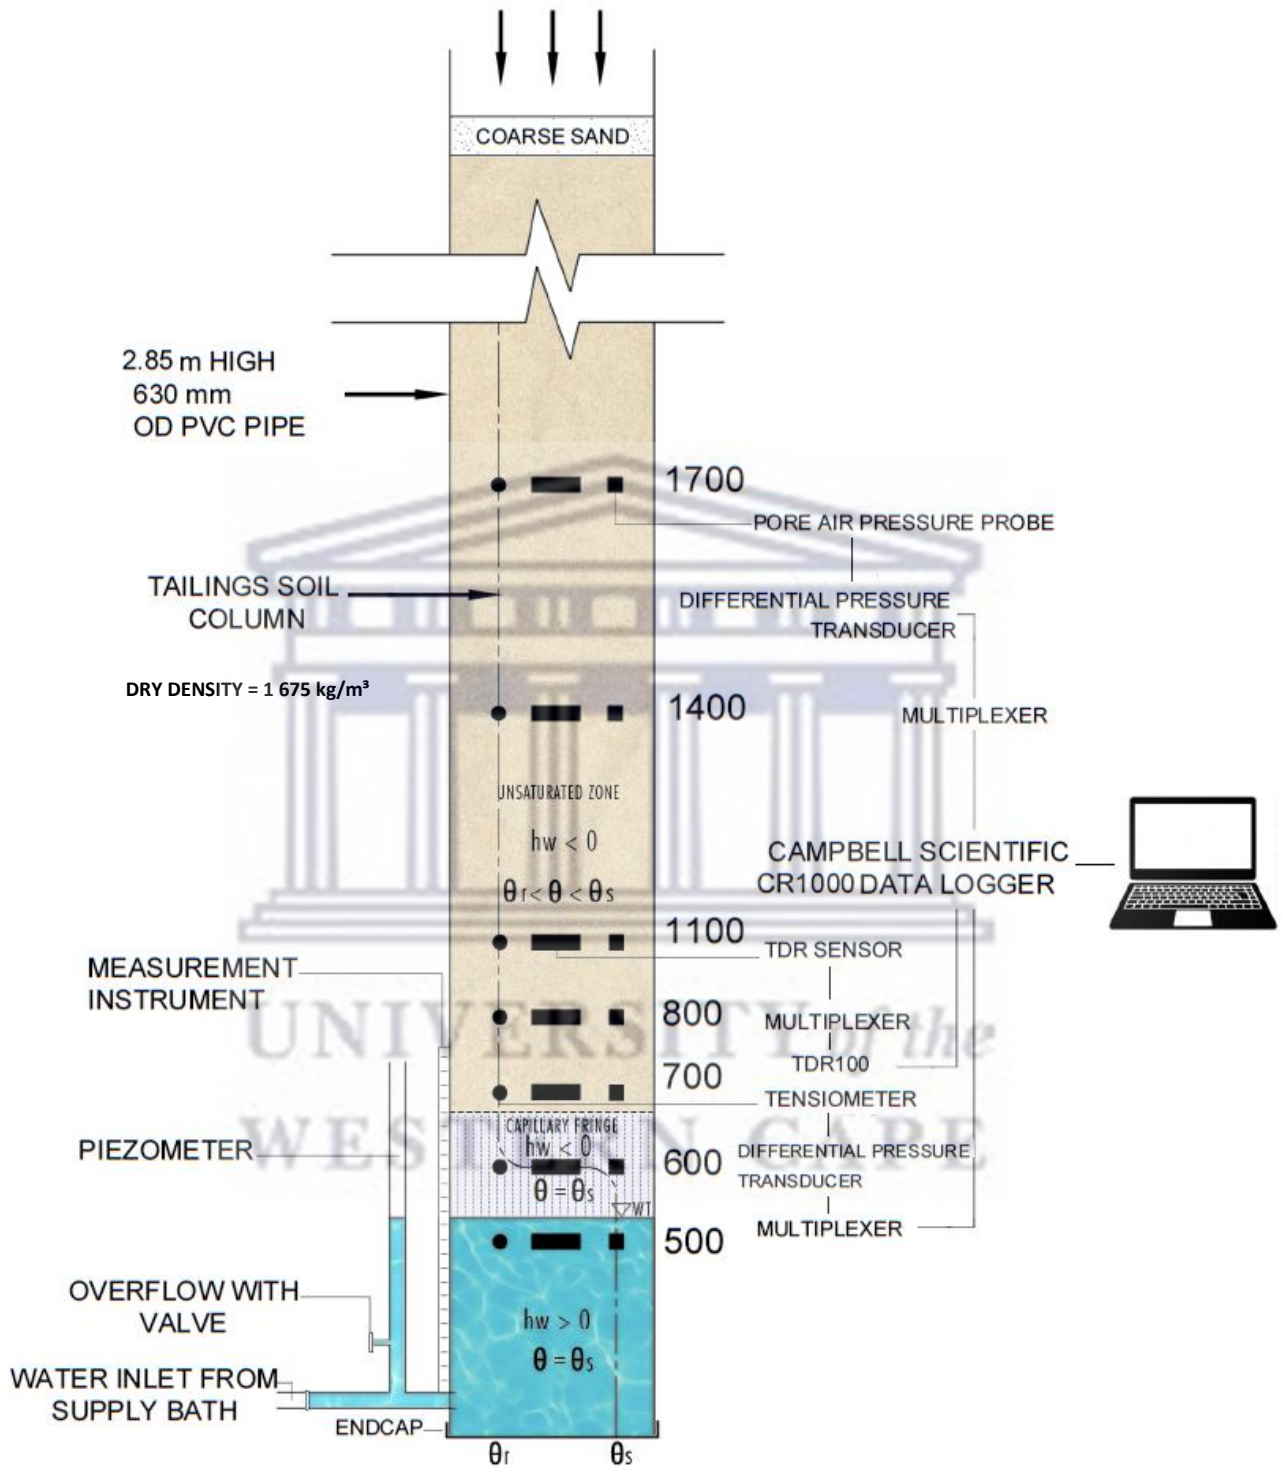 COARSE SAND
2.85 m HIGH
630 mm
OD PVC PIPE
1700
PORE AIR PRESSURE PROBE
TAILINGS SOIL
COLUMN
DIFFERENTIAL PRESSURE
TRANSDUCER
DRY DENSITY = 1 675 kg/m³
1400
MULTIPLEXER
UNSATURATED ZONE
hw < 0
θr< θ < θs
CAMPBELL SCIENTIFIC
CR1000 DATA LOGGER
1100
TDR SENSOR
MEASUREMENT
INSTRUMENT
800
MULTIPLEXER
UNIVERSITY of the
TDR100
700
TENSIOMETER
WESTERN CAPE
CAPILLARY FRINGE
hw < 0
θ = θs
PIEZOMETER
600
DIFFERENTIAL PRESSURE
TRANSDUCER
WT
MULTIPLEXER
500
OVERFLOW WITH
VALVE
hw > 0
θ = θs
WATER INLET FROM
SUPPLY BATH
ENDCAP
θr
θs